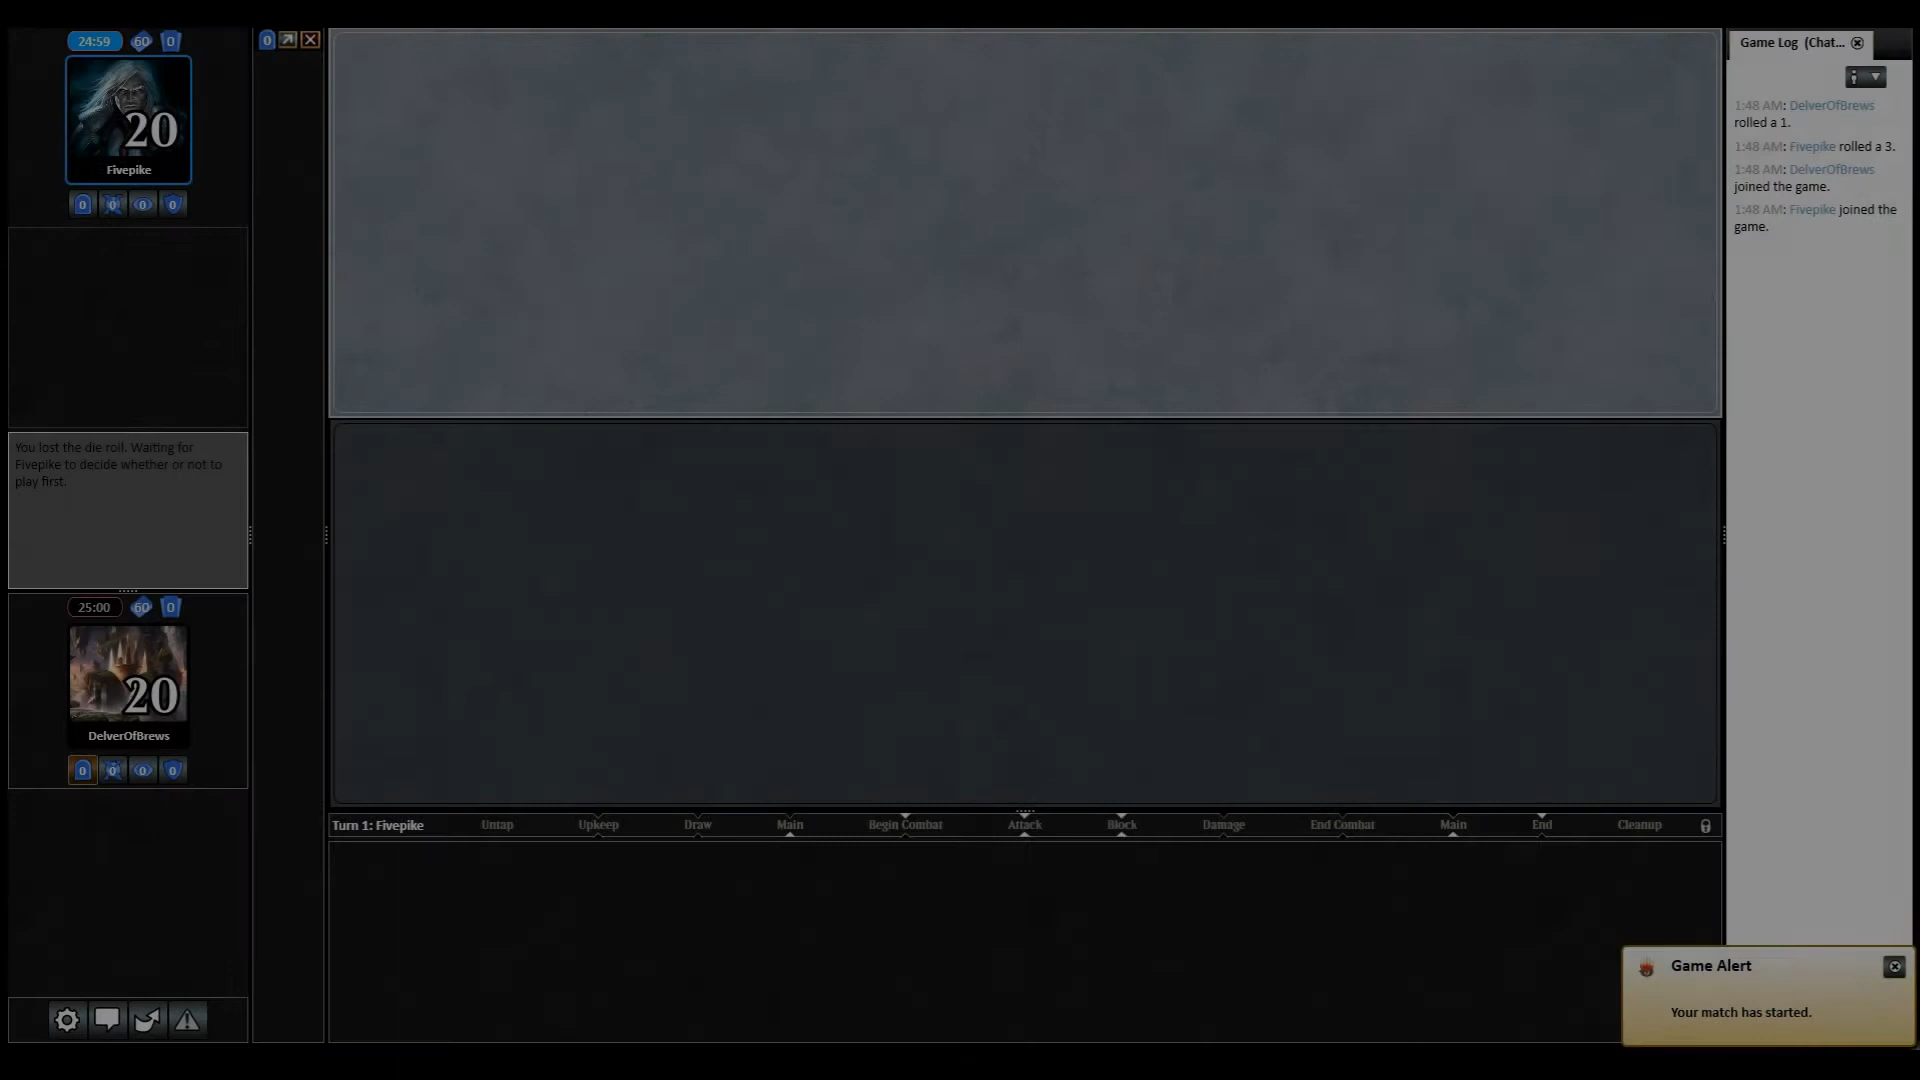 24:59 60 0
20
Fivepike
0 0 0 0
You lost the die roll. Waiting for
Fivepike to decide whether or not to
play first.
25:00 60 0
20
DelverOfBrews
0 0 0 0
0
Turn 1: Fivepike Untap Upkeep Draw Main Begin Combat Attack Block Damage End Combat Main End Cleanup
Game Log (Chat...
1:48 AM: DelverOfBrews
rolled a 1.
1:48 AM: Fivepike rolled a 3.
1:48 AM: DelverOfBrews
joined the game.
1:48 AM: Fivepike joined the
game.
Game Alert
Your match has started.